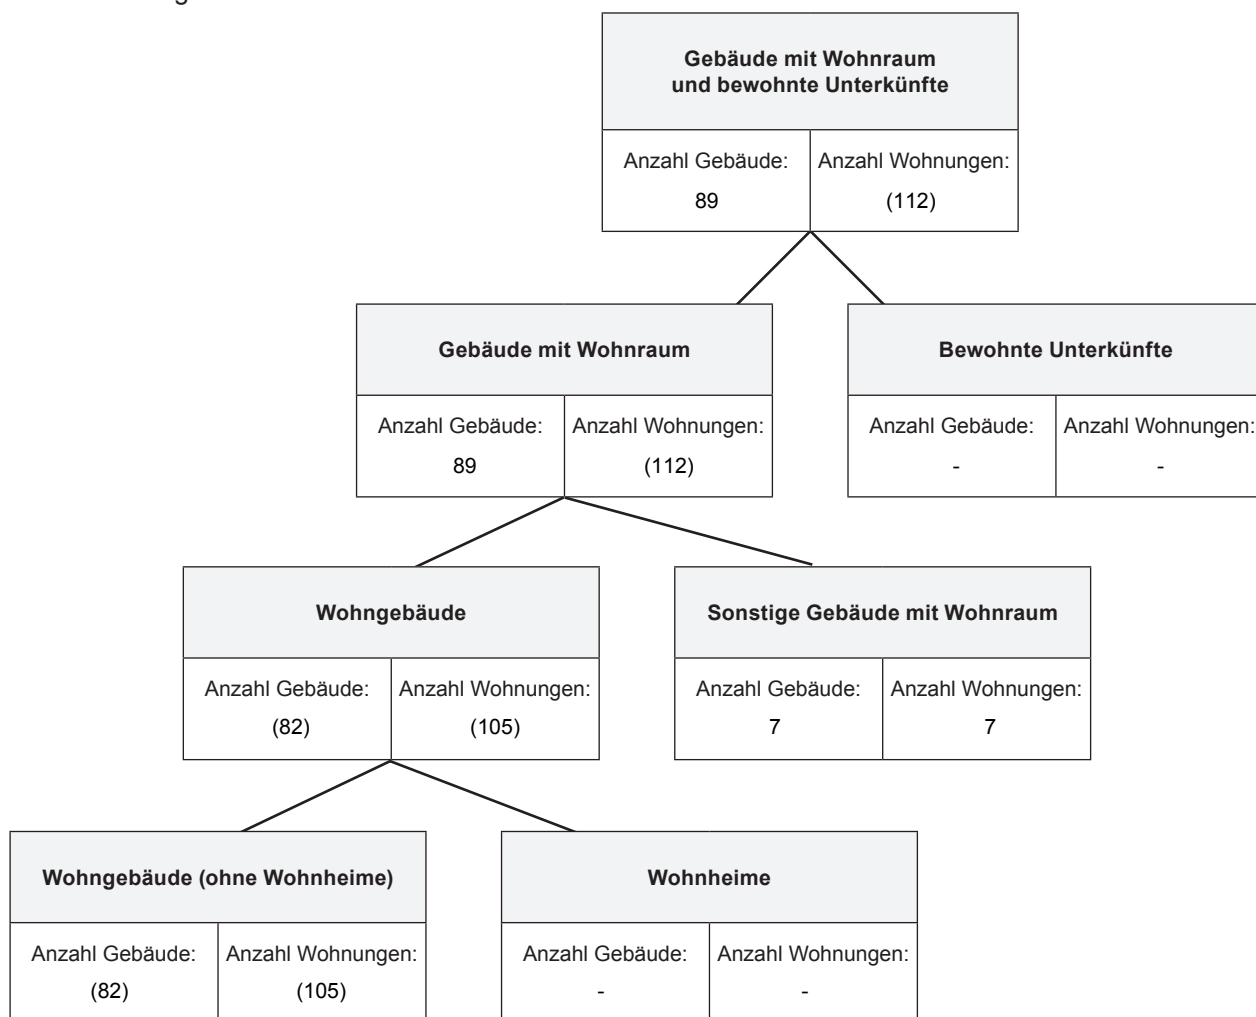 Gebäude mit Wohnraum
und bewohnte Unterkünfte
Anzahl Gebäude: Anzahl Wohnungen:
89 (112)
Gebäude mit Wohnraum
Bewohnte Unterkünfte
Anzahl Gebäude: Anzahl Wohnungen:
89 (112)
Anzahl Gebäude: Anzahl Wohnungen:
- -
Wohngebäude
Sonstige Gebäude mit Wohnraum
Anzahl Gebäude: Anzahl Wohnungen:
(82) (105)
Anzahl Gebäude: Anzahl Wohnungen:
7 7
Wohngebäude (ohne Wohnheime)
Wohnheime
Anzahl Gebäude: Anzahl Wohnungen:
(82) (105)
Anzahl Gebäude: Anzahl Wohnungen:
- -